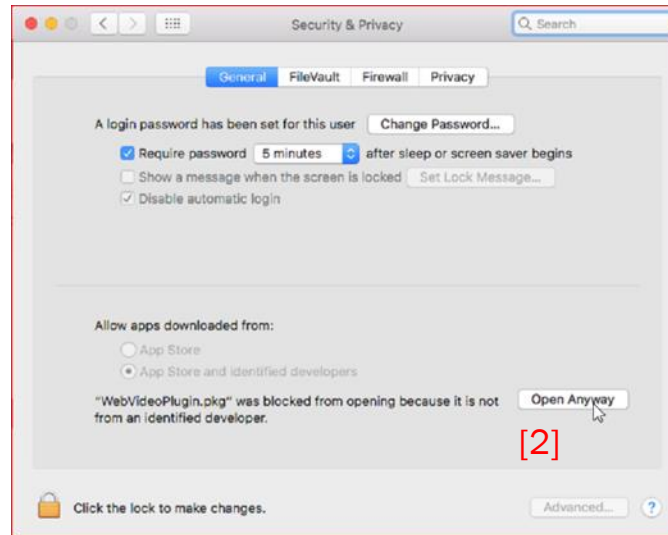 Security & Privacy
Search
General FileVault Firewall Privacy
A login password has been set for this user Change Password...
Require password 5 minutes after sleep or screen saver begins
Show a message when the screen is locked Set Lock Message...
Disable automatic login
Allow apps downloaded from:
App Store
App Store and identified developers
"WebVideoPlugin.pkg" was blocked from opening because it is not Open Anyway
from an identified developer.
[2]
Click the lock to make changes. Advanced... ?